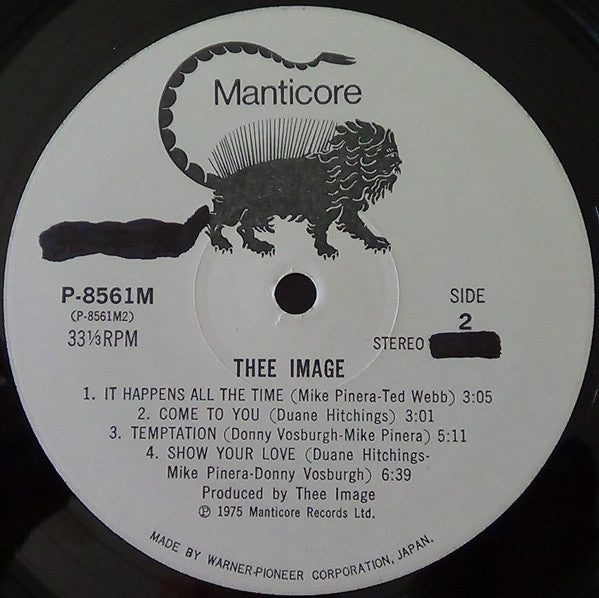 Manticore
P-8561M
(P-8561M2)
33⅓RPM
SIDE
2
STEREO
THEE IMAGE
1. IT HAPPENS ALL THE TIME (Mike Pinera-Ted Webb) 3:05
2. COME TO YOU (Duane Hitchings) 3:01
3. TEMPTATION (Donny Vosburgh-Mike Pinera) 5:11
4. SHOW YOUR LOVE (Duane Hitchings-
Mike Pinera-Donny Vosburgh) 6:39
Produced by Thee Image
℗ 1975 Manticore Records Ltd.
MADE BY WARNER-PIONEER CORPORATION, JAPAN.